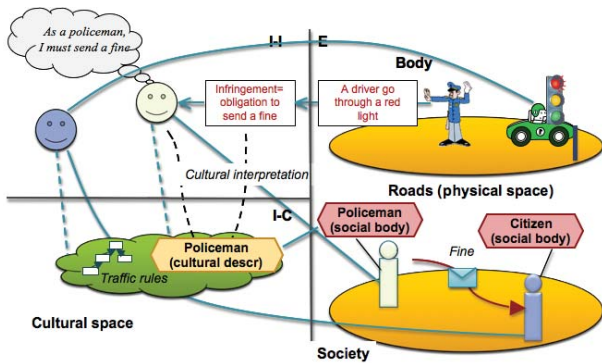 As a policeman,
I must send a fine
I-I
E
Body
Infringement=
obligation to
send a fine
A driver go
through a red
light
Cultural interpretation
Roads (physical space)
I-C
Policeman
(social body)
Citizen
(social body)
Policeman
(cultural descr)
Fine
Traffic rules
Cultural space
Society